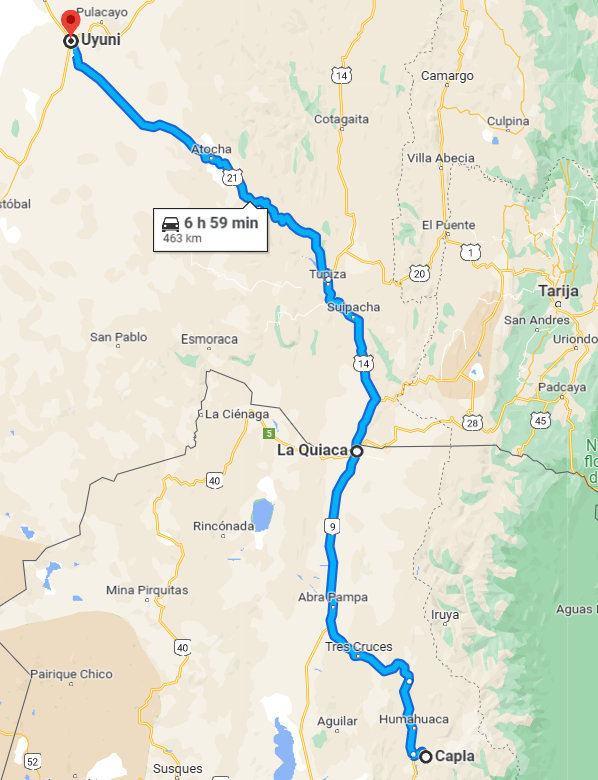 Pulacayo
Uyuni
14
Camargo
Cotagaita
Culpina
Atocha
Villa Abecia
21
stóbal
6 h 59 min
463 km
El Puente
1
20
Tupiza
Tarija
Suipacha
San Andres
San Pablo
Esmoraca
Uriondo
14
Padcaya
La Ciénaga
5
28
45
La Quiaca
N
flo
d
40
9
Rincónada
Mina Pirquitas
Abra Pampa
Aguas
Iruya
40
Tres Cruces
Pairique Chico
Aguilar
Humahuaca
Capla
52
Susques